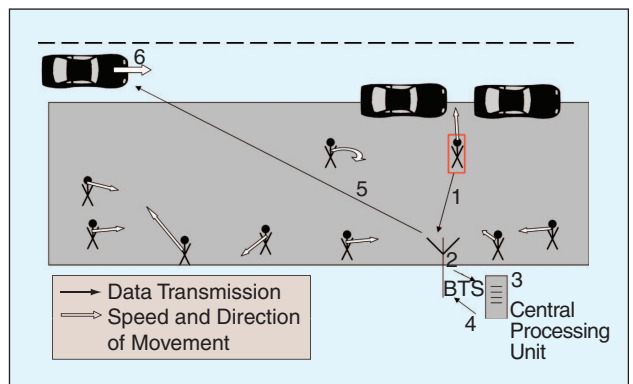 6
5
1
2
BTS
3
4
Central
Processing
Unit
Data Transmission
Speed and Direction
of Movement